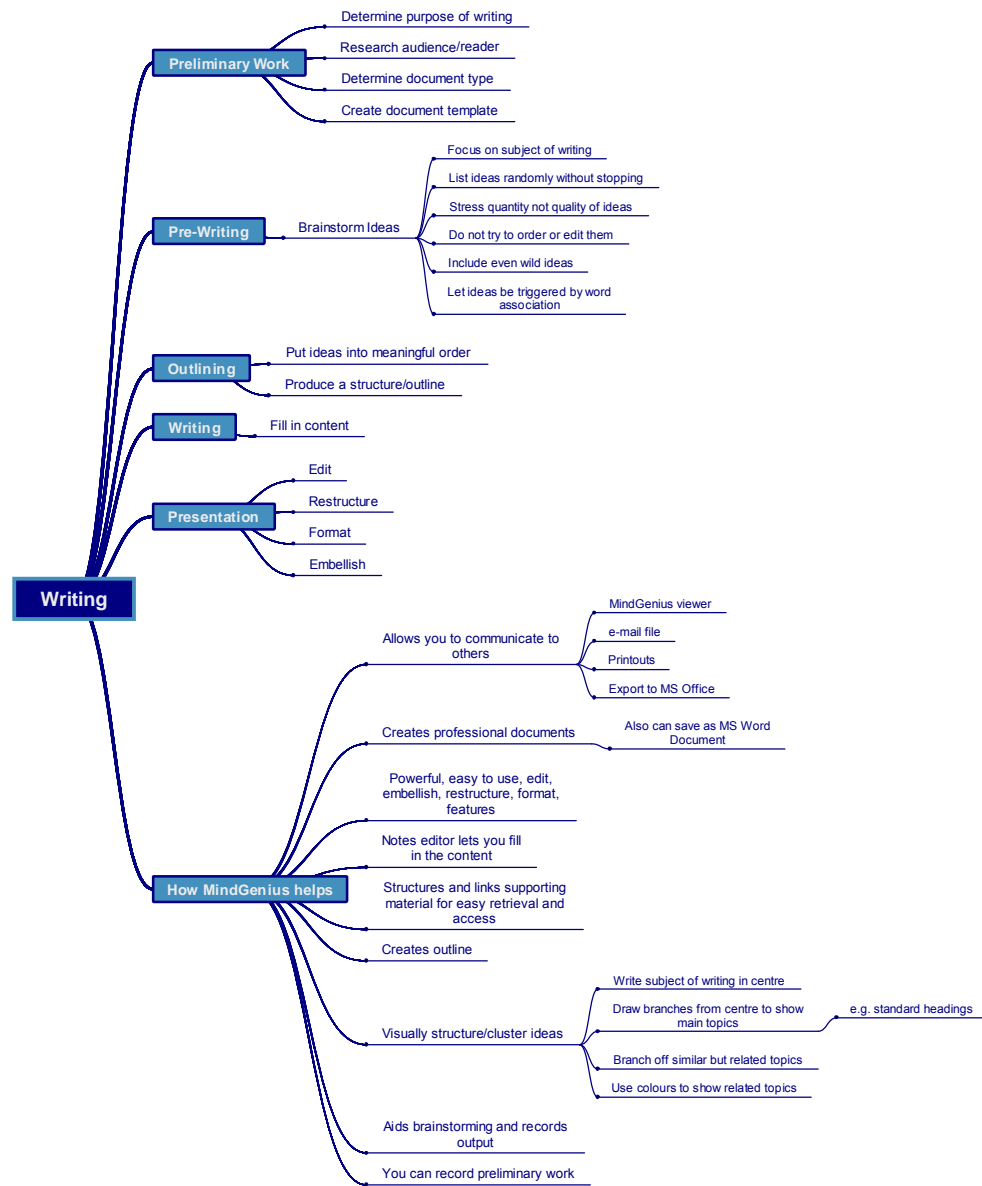 Writing
Preliminary Work
Determine purpose of writing
Research audience/reader
Determine document type
Create document template
Pre-Writing
Brainstorm Ideas
Focus on subject of writing
List ideas randomly without stopping
Stress quantity not quality of ideas
Do not try to order or edit them
Include even wild ideas
Let ideas be triggered by word
association
Outlining
Put ideas into meaningful order
Produce a structure/outline
Writing
Fill in content
Presentation
Edit
Restructure
Format
Embellish
How MindGenius helps
Allows you to communicate to
others
MindGenius viewer
e-mail file
Printouts
Export to MS Office
Creates professional documents
Also can save as MS Word
Document
Powerful, easy to use, edit,
embellish, restructure, format,
features
Notes editor lets you fill
in the content
Structures and links supporting
material for easy retrieval and
access
Creates outline
Visually structure/cluster ideas
Write subject of writing in centre
Draw branches from centre to show
main topics
e.g. standard headings
Branch off similar but related topics
Use colours to show related topics
Aids brainstorming and records
output
You can record preliminary work